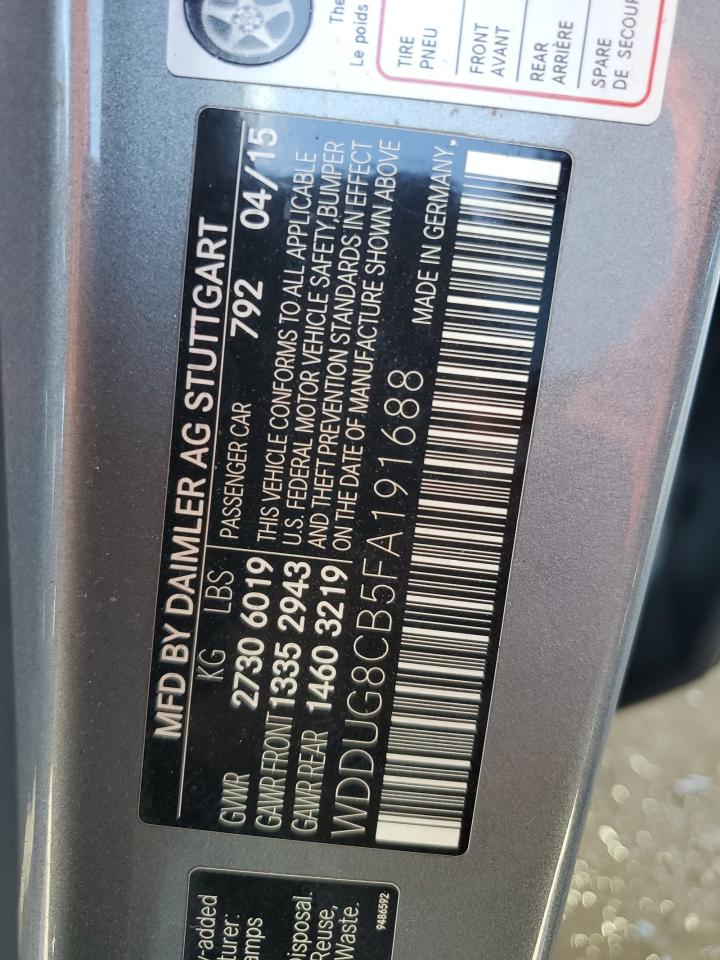 The
Le poids
TIRE
PNEU
FRONT
AVANT
REAR
ARRIÈRE
SPARE
DE SECOUR
MFD BY DAIMLER AG STUTTGART
KG LBS PASSENGER CAR 792 04/15
GVWR 2730 6019
GAWR FRONT 1335 2943
GAWR REAR 1460 3219
THIS VEHICLE CONFORMS TO ALL APPLICABLE
U.S. FEDERAL MOTOR VEHICLE SAFETY, BUMPER
AND THEFT PREVENTION STANDARDS IN EFFECT
ON THE DATE OF MANUFACTURE SHOWN ABOVE
WDDUG8CB5FA191688 MADE IN GERMANY,
y-added
turer:
amps
isposal.
Reuse,
Waste.
9486592